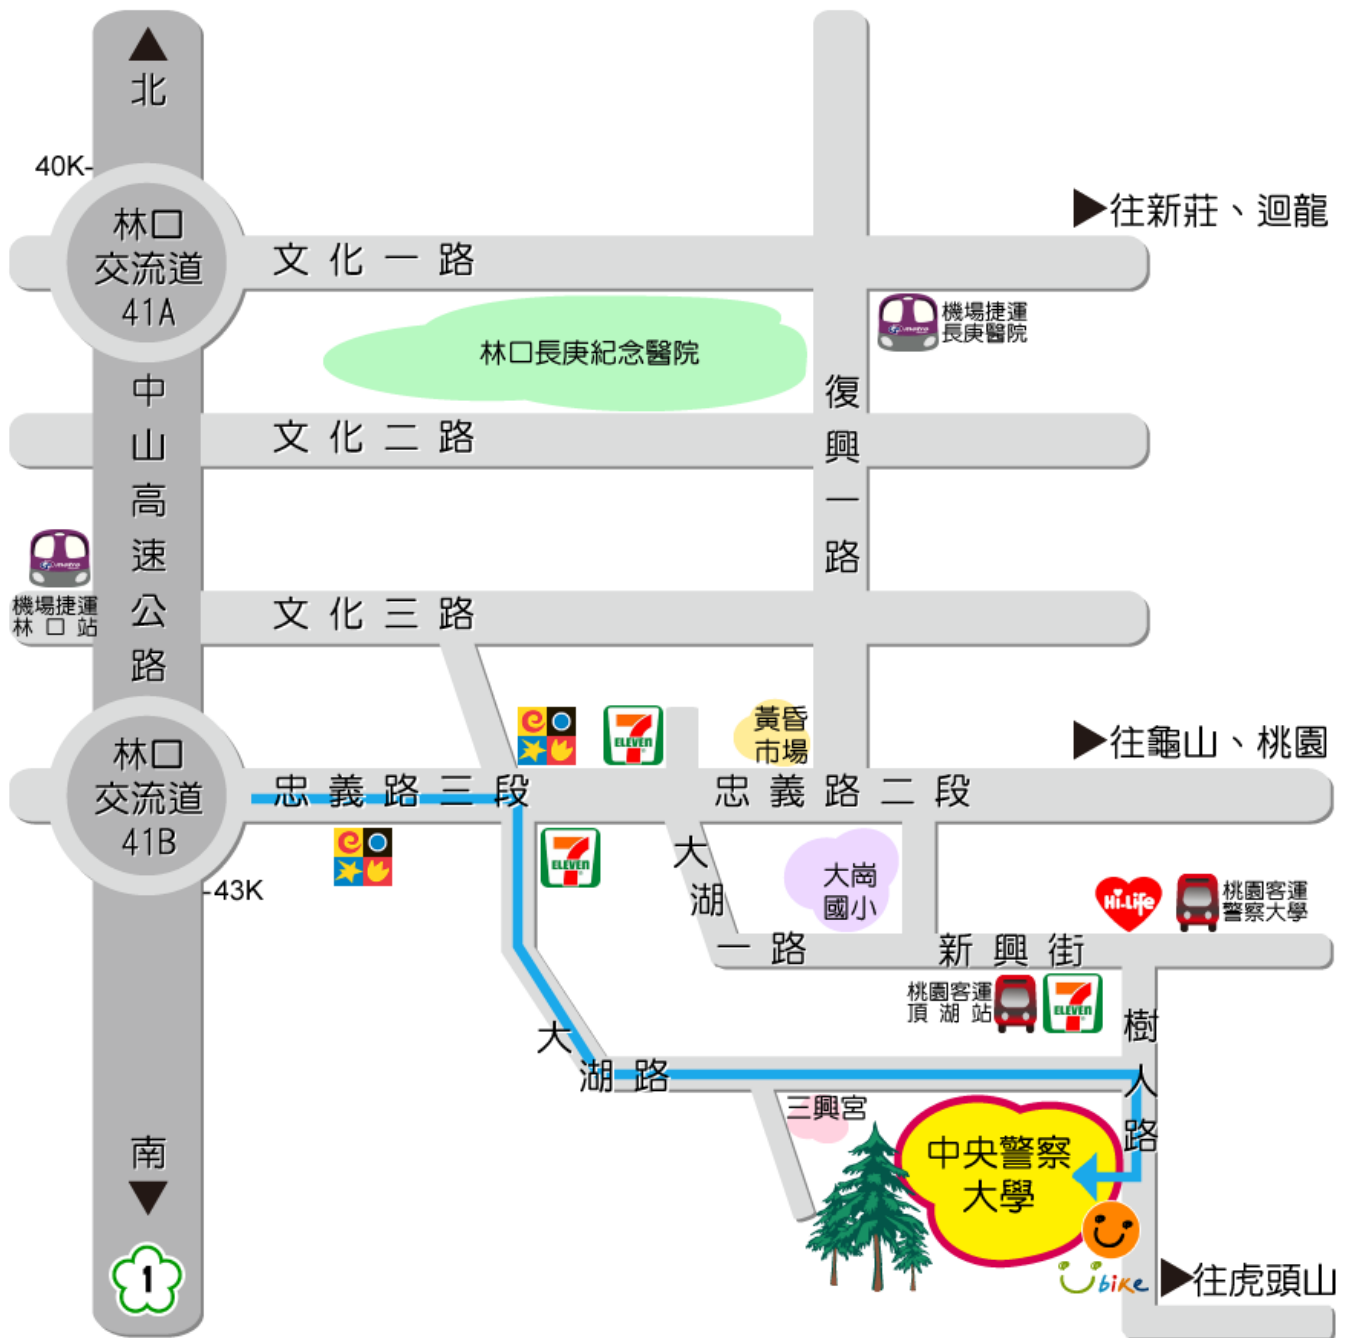 北
40K-
林口
交流道
41A
文化一路
往新莊、迴龍
機場捷運
長庚醫院
林口長庚紀念醫院
中山高速公路
文化二路
復興一路
機場捷運
林口站
文化三路
ELEVEN
黃昏
市場
往龜山、桃園
林口
交流道
41B
忠義路三段
忠義路二段
-43K
ELEVEN
大湖一路
大崗
國小
Hi-Life
桃園客運
警察大學
新興街
桃園客運
頂湖站
ELEVEN
樹人路
大湖路
三興宮
中央警察
大學
南
1
Ubike
往虎頭山